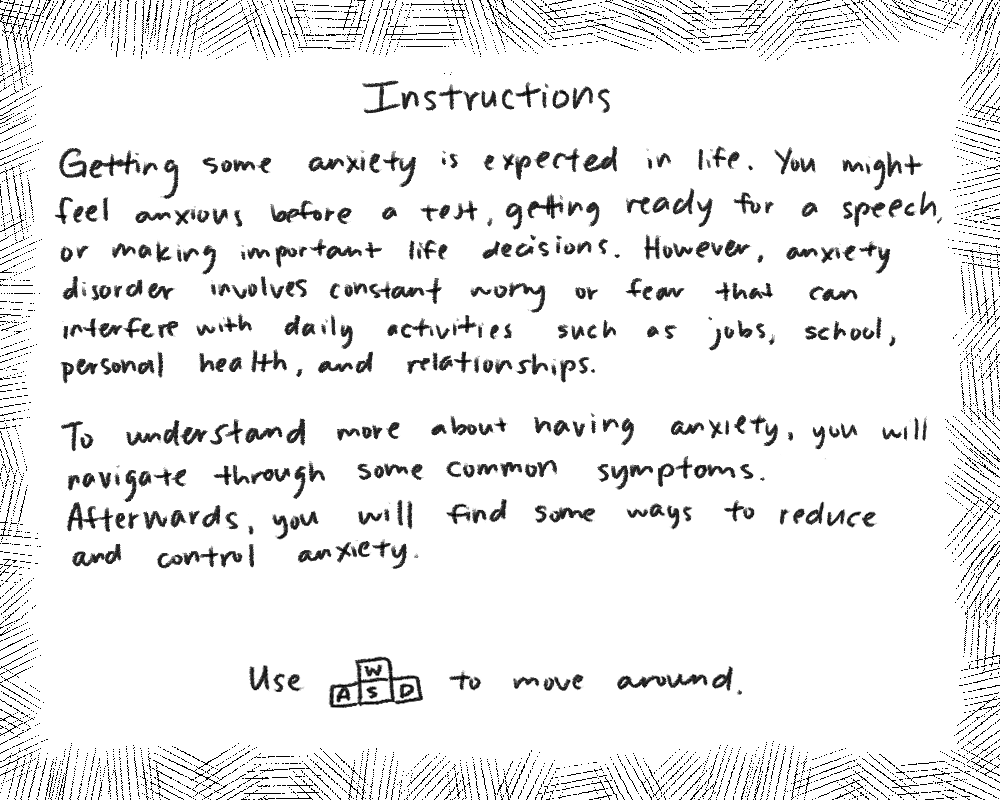 Instructions
Getting some anxiety is expected in life. You might
feel anxious before a test, getting ready for a speech,
or making important life decisions. However, anxiety
disorder involves constant worry or fear that can
interfere with daily activities such as jobs, school,
personal health, and relationships.
To understand more about having anxiety, you will
navigate through some common symptoms.
Afterwards, you will find some ways to reduce
and control anxiety.
W
Use A S D to move around.